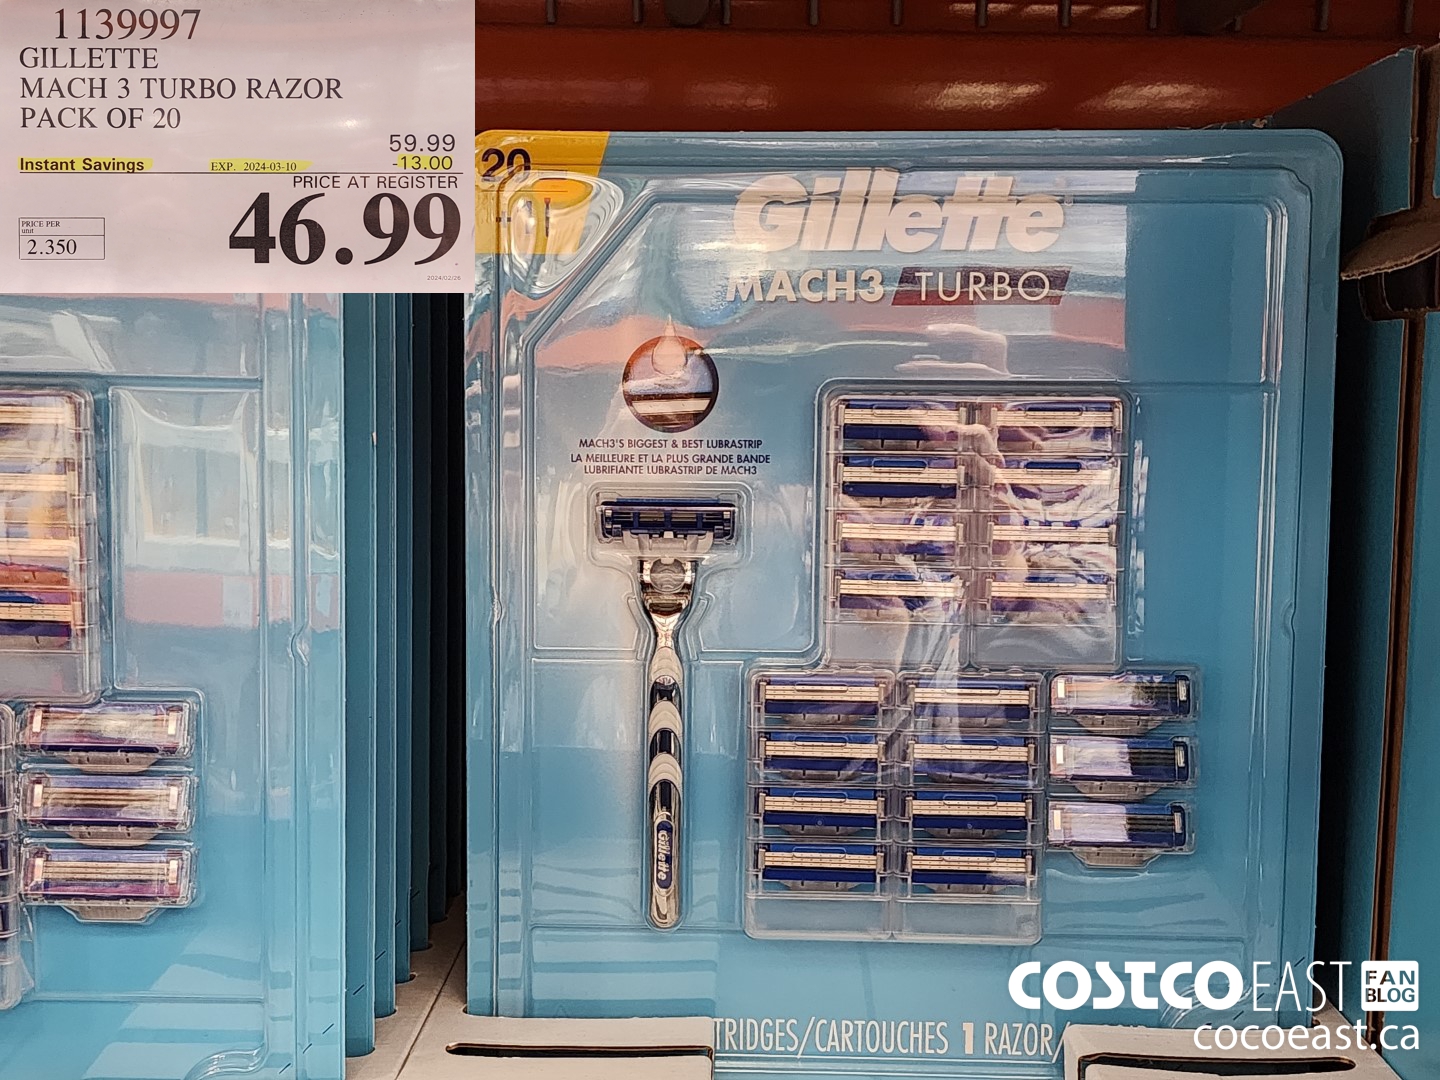 1139997
GILLETTE
MACH 3 TURBO RAZOR
PACK OF 20
59.99
Instant Savings EXP. 2024-03-10 -13.00
PRICE AT REGISTER
46.99
PRICE PER
unit
2.350
2024/02/26
20
+1
Gillette
MACH3 TURBO
MACH3'S BIGGEST & BEST LUBRASTRIP
LA MEILLEURE ET LA PLUS GRANDE BANDE
LUBRIFIANTE LUBRASTRIP DE MACH3
Gillette
TRIDGES/CARTOUCHES 1 RAZOR/
COSTCO EAST FAN BLOG
cocoeast.ca